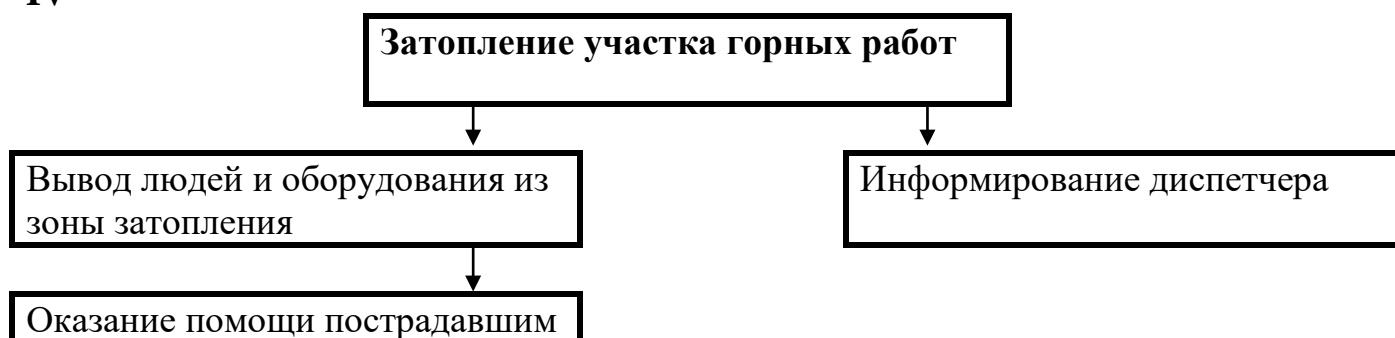 Затопление участка горных работ
Вывод людей и оборудования из
зоны затопления
Информирование диспетчера
Оказание помощи пострадавшим